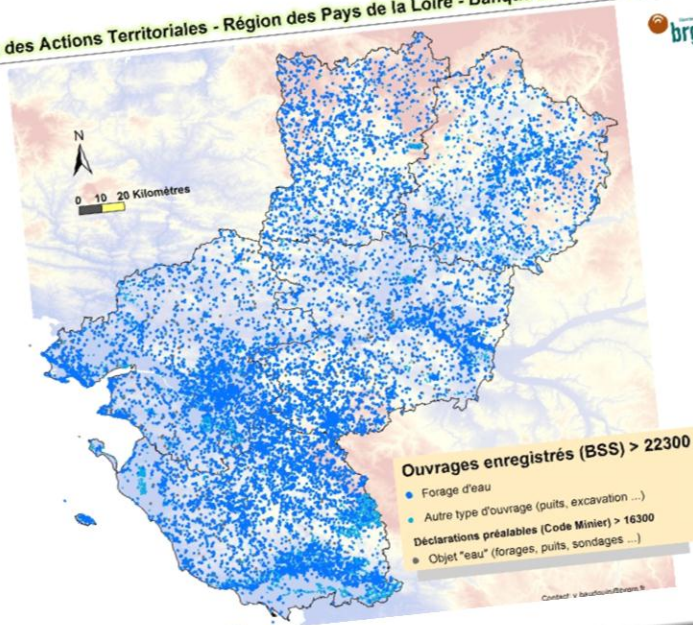 des Actions Territoriales - Région des Pays de la Loire -
N
0 10 20 Kilomètres
Ouvrages enregistrés (BSS) > 22300
Forage d'eau
Autre type d'ouvrage (puits, excavation ...)
Déclarations préalables (Code Minier) > 16300
Objet "eau" (forages, puits, sondages ...)